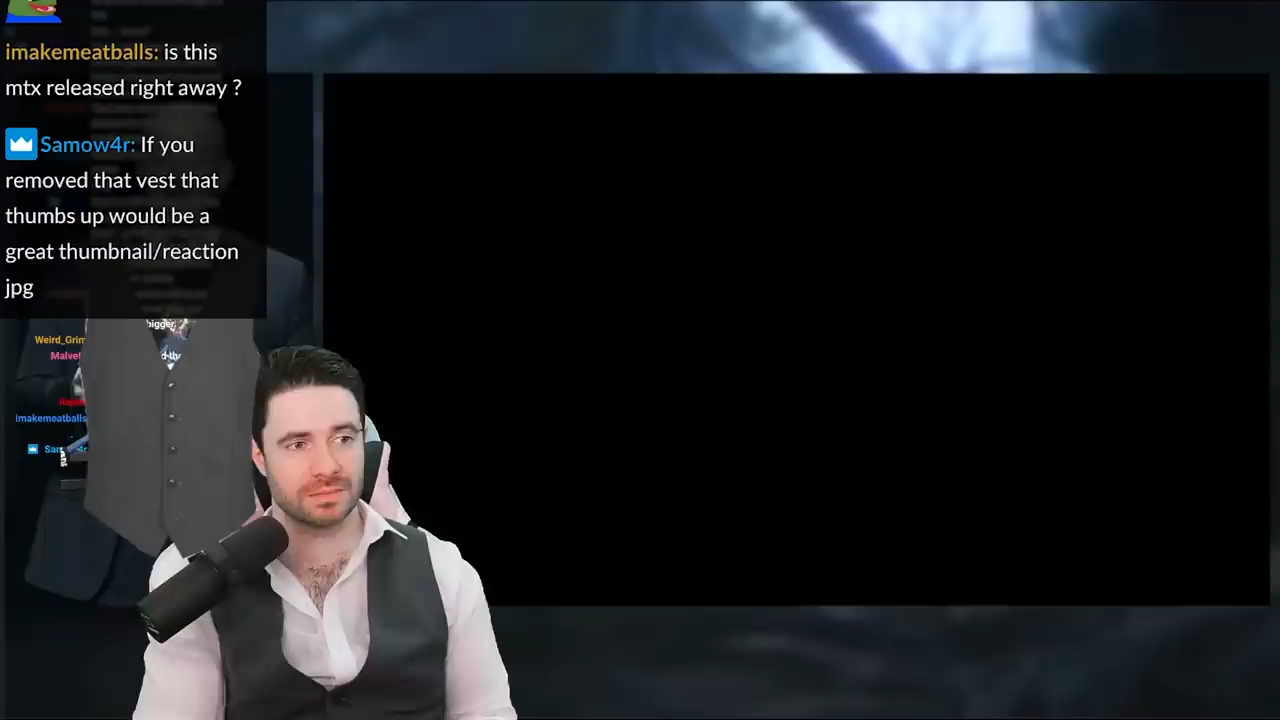 imakemeatballs: is this
mtx released right away ?
Samow4r: If you
removed that vest that
thumbs up would be a
great thumbnail/reaction
jpg
bigger,
Weird_Grim
Malvet
imakemeatballs